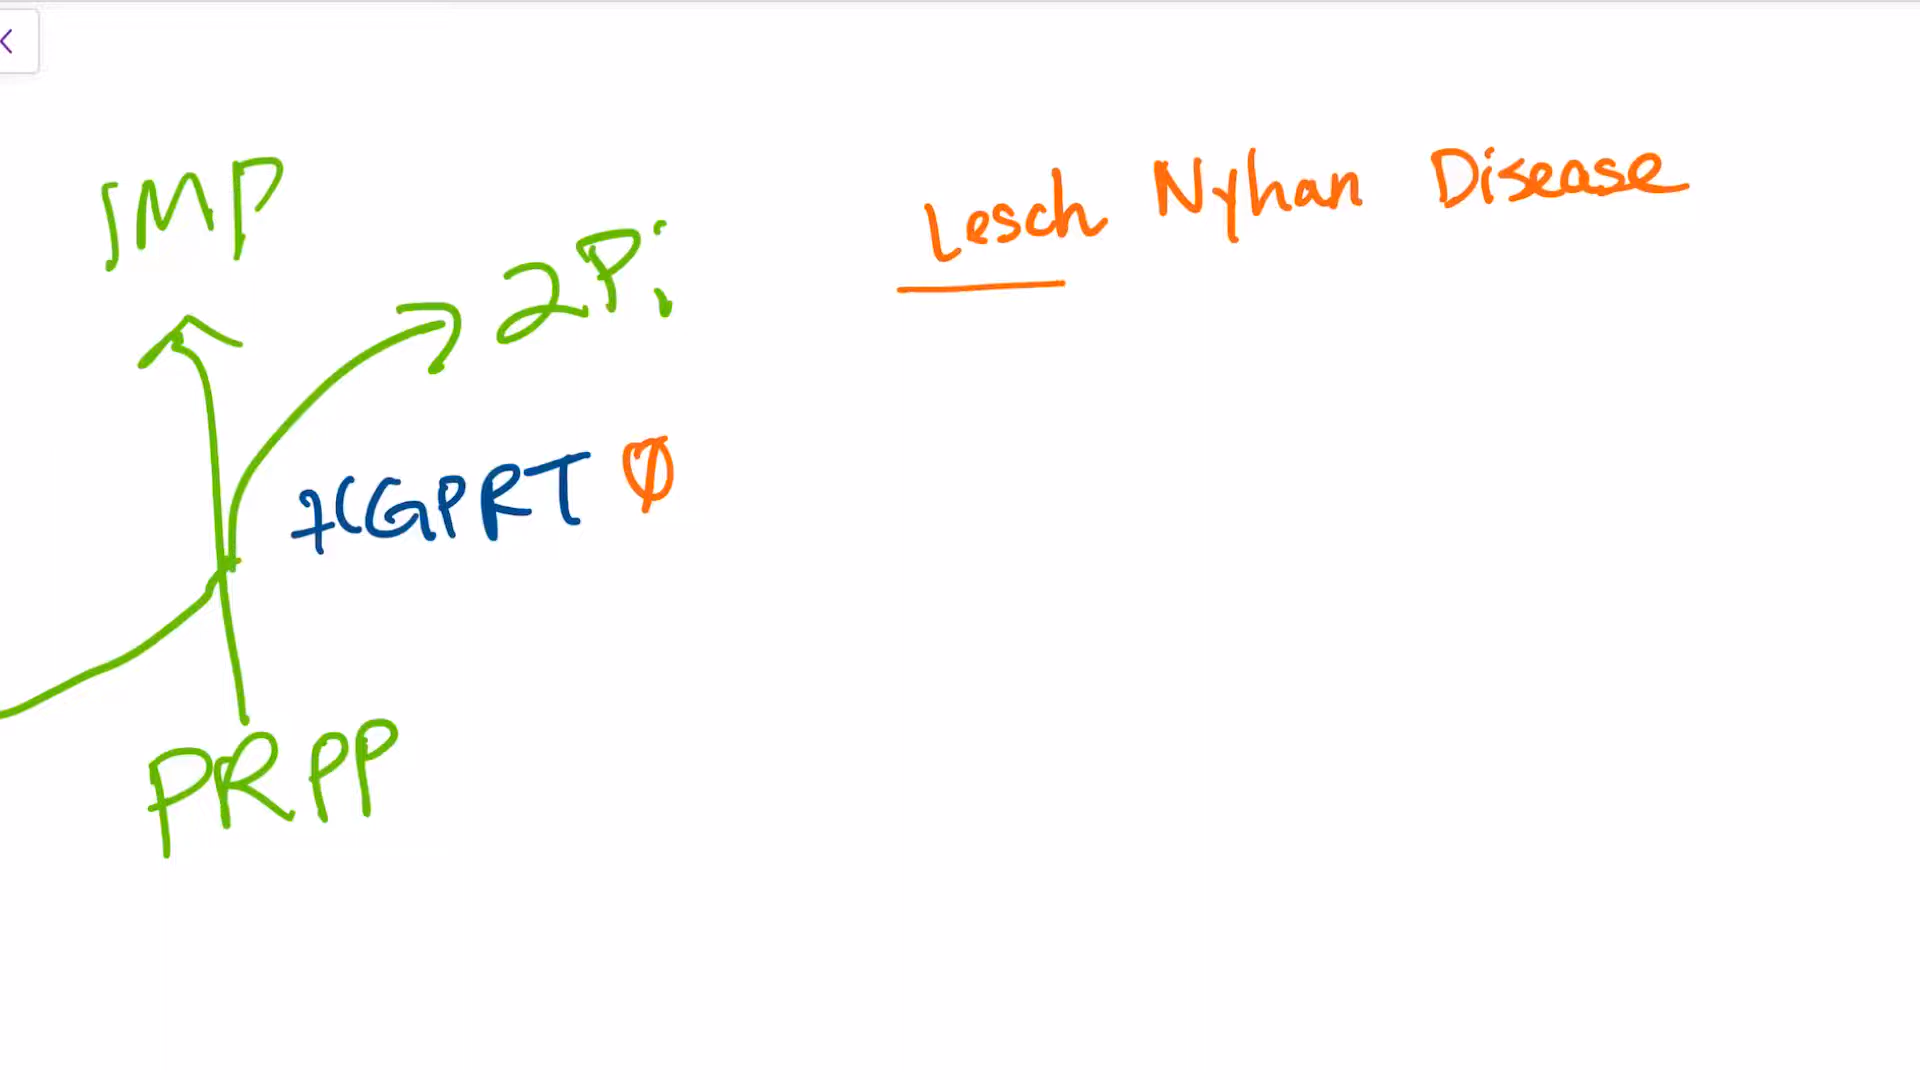 IMP
2Pi
Lesch Nyhan Disease
HGPRT Ø
PRPP